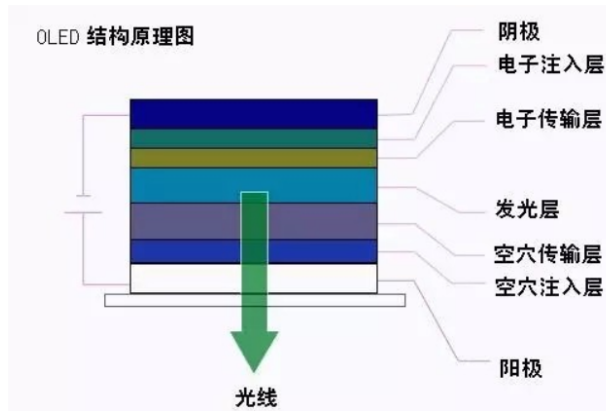 OLED 结构原理图
阴极
电子注入层
电子传输层
发光层
空穴传输层
空穴注入层
阳极
光线